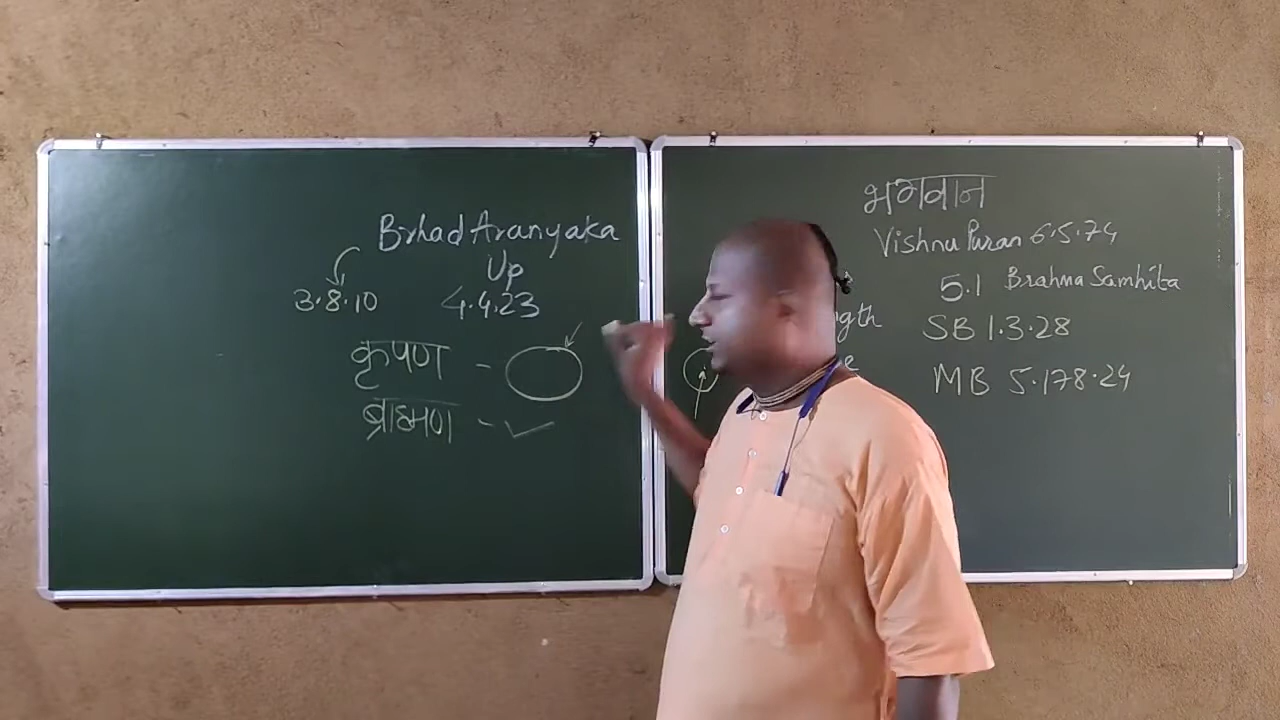 Brhad Aranyaka
Up
3.8.10 4.4.23
कृपण -
ब्राह्मण -
भगवान
Vishnu Puran 6.5.74
5.1 Brahma Samhita
SB 1.3.28
MB 5.178.24